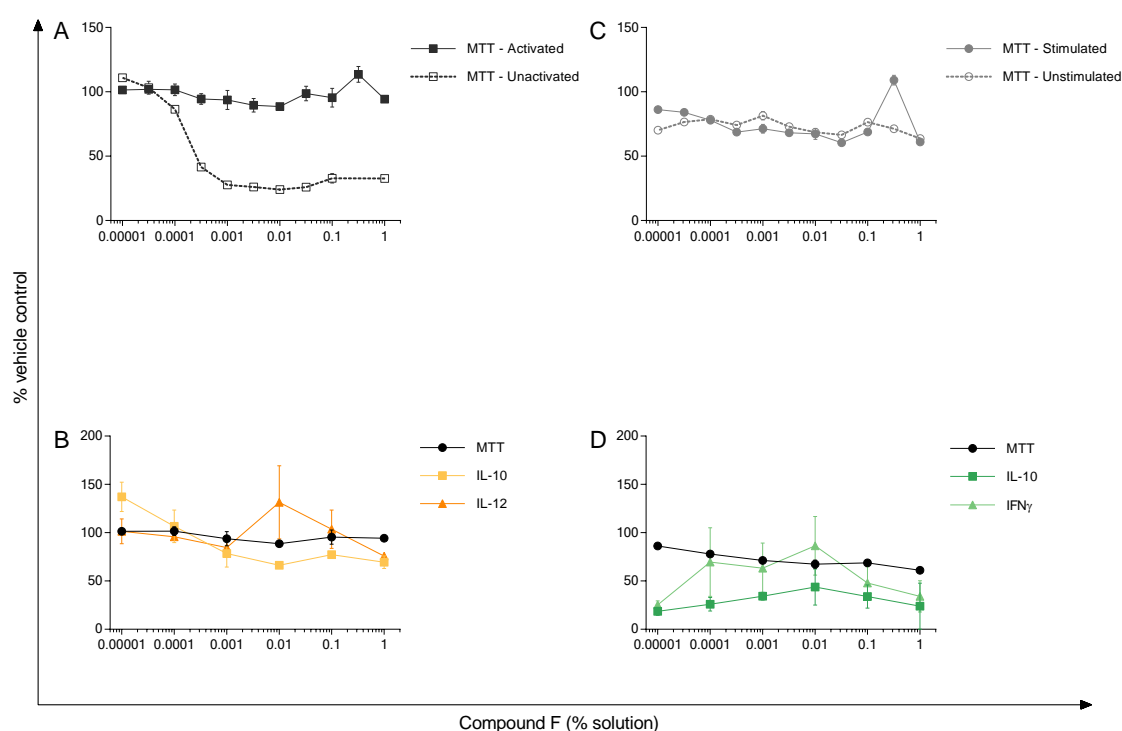 A
150
100
50
0
0.00001 0.0001 0.001 0.01 0.1 1
MTT - Activated
MTT - Unactivated
C
150
100
50
0
0.00001 0.0001 0.001 0.01 0.1 1
MTT - Stimulated
MTT - Unstimulated
% vehicle control
B
200
150
100
50
0
0.00001 0.0001 0.001 0.01 0.1 1
MTT
IL-10
IL-12
D
200
150
100
50
0
0.00001 0.0001 0.001 0.01 0.1 1
MTT
IL-10
IFNγ
Compound F (% solution)